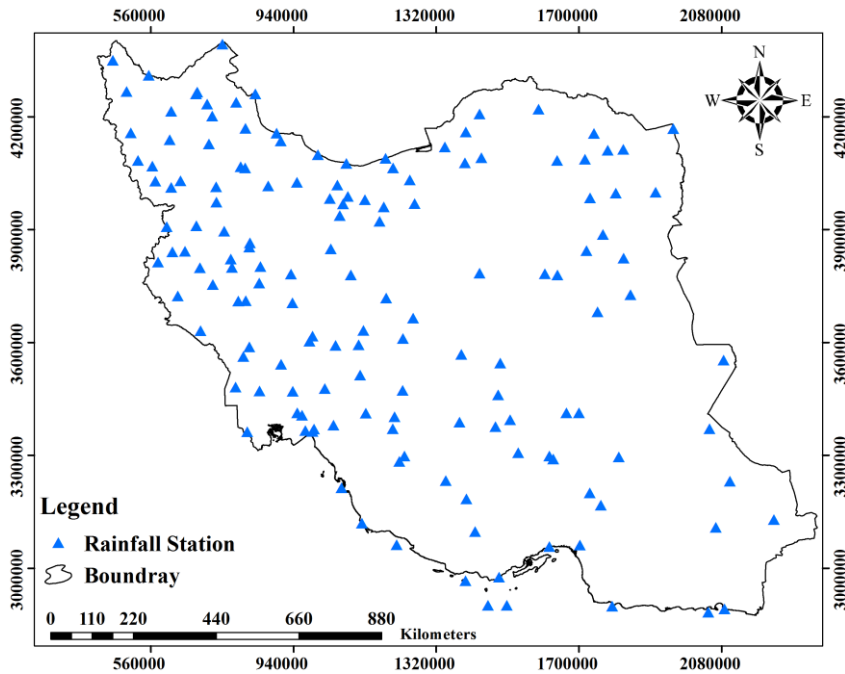 560000 940000 1320000 1700000 2080000
N
W E
S
4200000 4200000
3900000 3900000
3600000 3600000
3300000 3300000
3000000 3000000
Legend
Rainfall Station
Boundray
0 110 220 440 660 880
Kilometers
560000 940000 1320000 1700000 2080000